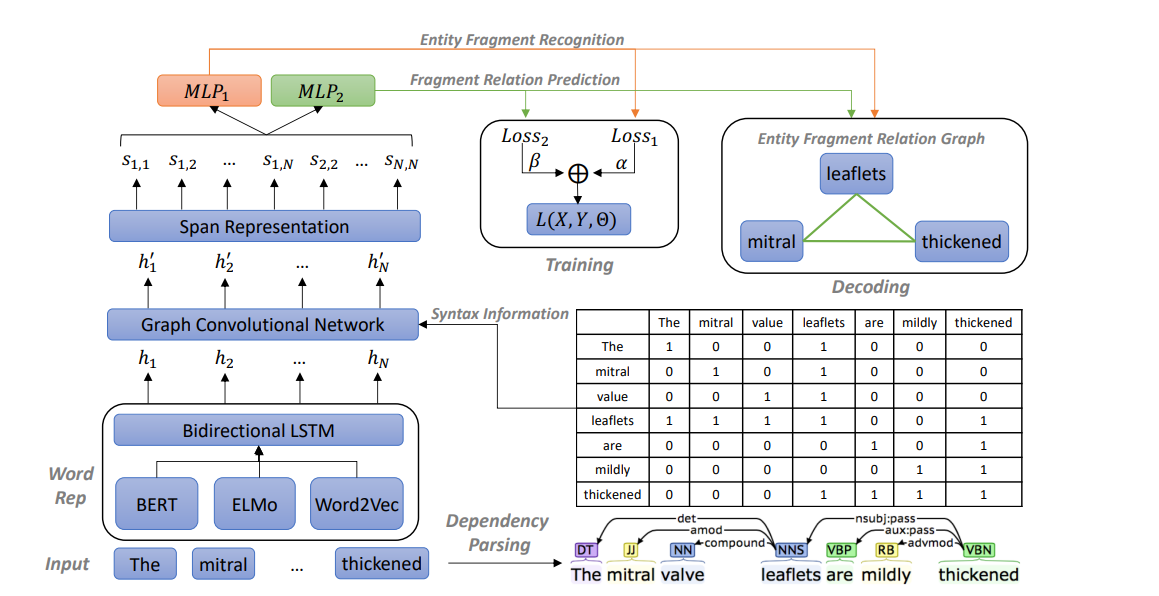 Entity Fragment Recognition
Fragment Relation Prediction
MLP₁ MLP₂
s₁,₁ s₁,₂ ... s₁,N s₂,₂ ... sN,N
Span Representation
h′₁ h′₂ ... h′N
Graph Convolutional Network
h₁ h₂ ... hN
Bidirectional LSTM
BERT ELMo Word2Vec
Word
Rep
Input The mitral ... thickened
Loss₂ Loss₁
β ⊕ α
L(X, Y, Θ)
Training
Entity Fragment Relation Graph
leaflets
mitral thickened
Decoding
Syntax Information
The mitral value leaflets are mildly thickened
The 1 0 0 1 0 0 0
mitral 0 1 0 1 0 0 0
value 0 0 1 1 0 0 0
leaflets 1 1 1 1 0 0 1
are 0 0 0 0 1 0 1
mildly 0 0 0 0 0 1 1
thickened 0 0 0 1 1 1 1
Dependency
Parsing
det nsubj:pass
amod aux:pass
compound advmod
DT JJ NN NNS VBP RB VBN
The mitral valve leaflets are mildly thickened